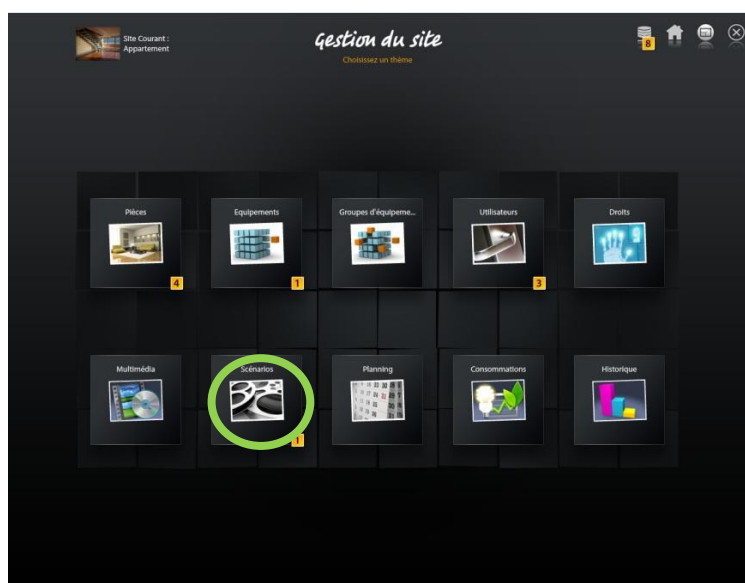 Site Courant :
Appartement
Gestion du site
Choisissez un thème
8
Pièces
Equipements
Groupes d'équipeme...
Utilisateurs
Droits
4
1
3
Multimédia
Scénarios
Planning
Consommations
Historique
1